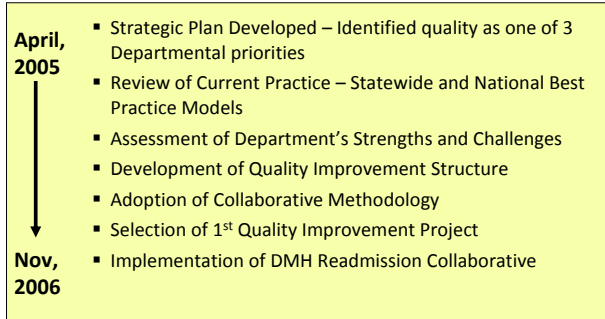 April,
2005
▪ Strategic Plan Developed – Identified quality as one of 3
Departmental priorities
▪ Review of Current Practice – Statewide and National Best
Practice Models
▪ Assessment of Department’s Strengths and Challenges
▪ Development of Quality Improvement Structure
▪ Adoption of Collaborative Methodology
▪ Selection of 1st Quality Improvement Project
▪ Implementation of DMH Readmission Collaborative
Nov,
2006